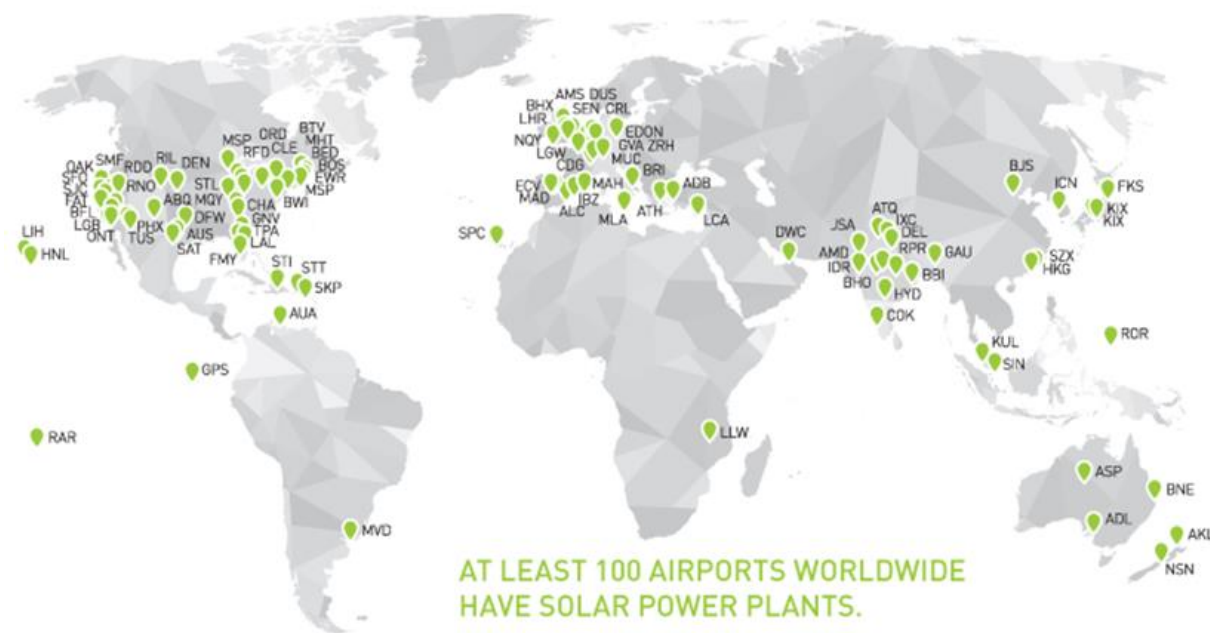 AMS DUS
BHX SEN CRL
LHR
NQY
EDON
GVA ZRH
LGW
CDG
MUC
BRI
ECV
MAD
MAH
IBZ
ALC
MLA
ATH
ADB
LCA
SPC
ORD
BTV
MSP
RFD
CLE
MHT
BED
BOS
EWR
MSP
BWI
OAK
SMF
RDD
RIL
DEN
SFO
SJC
FAT
RNO
STL
ABQ
MQY
CHA
BFL
LGB
ONT
PHX
TUS
DFW
AUS
SAT
GNV
TPA
LAL
FMY
LIH
HNL
STI
STT
SKP
AUA
GPS
RAR
MVD
DWC
JSA
ATQ
IXC
DEL
AMD
RPR
GAU
IDR
BHO
BBI
HYD
COK
BJS
ICN
FKS
KIX
KIX
SZX
HKG
KUL
SIN
ROR
LLW
ASP
BNE
ADL
AKL
NSN
AT LEAST 100 AIRPORTS WORLDWIDE
HAVE SOLAR POWER PLANTS.